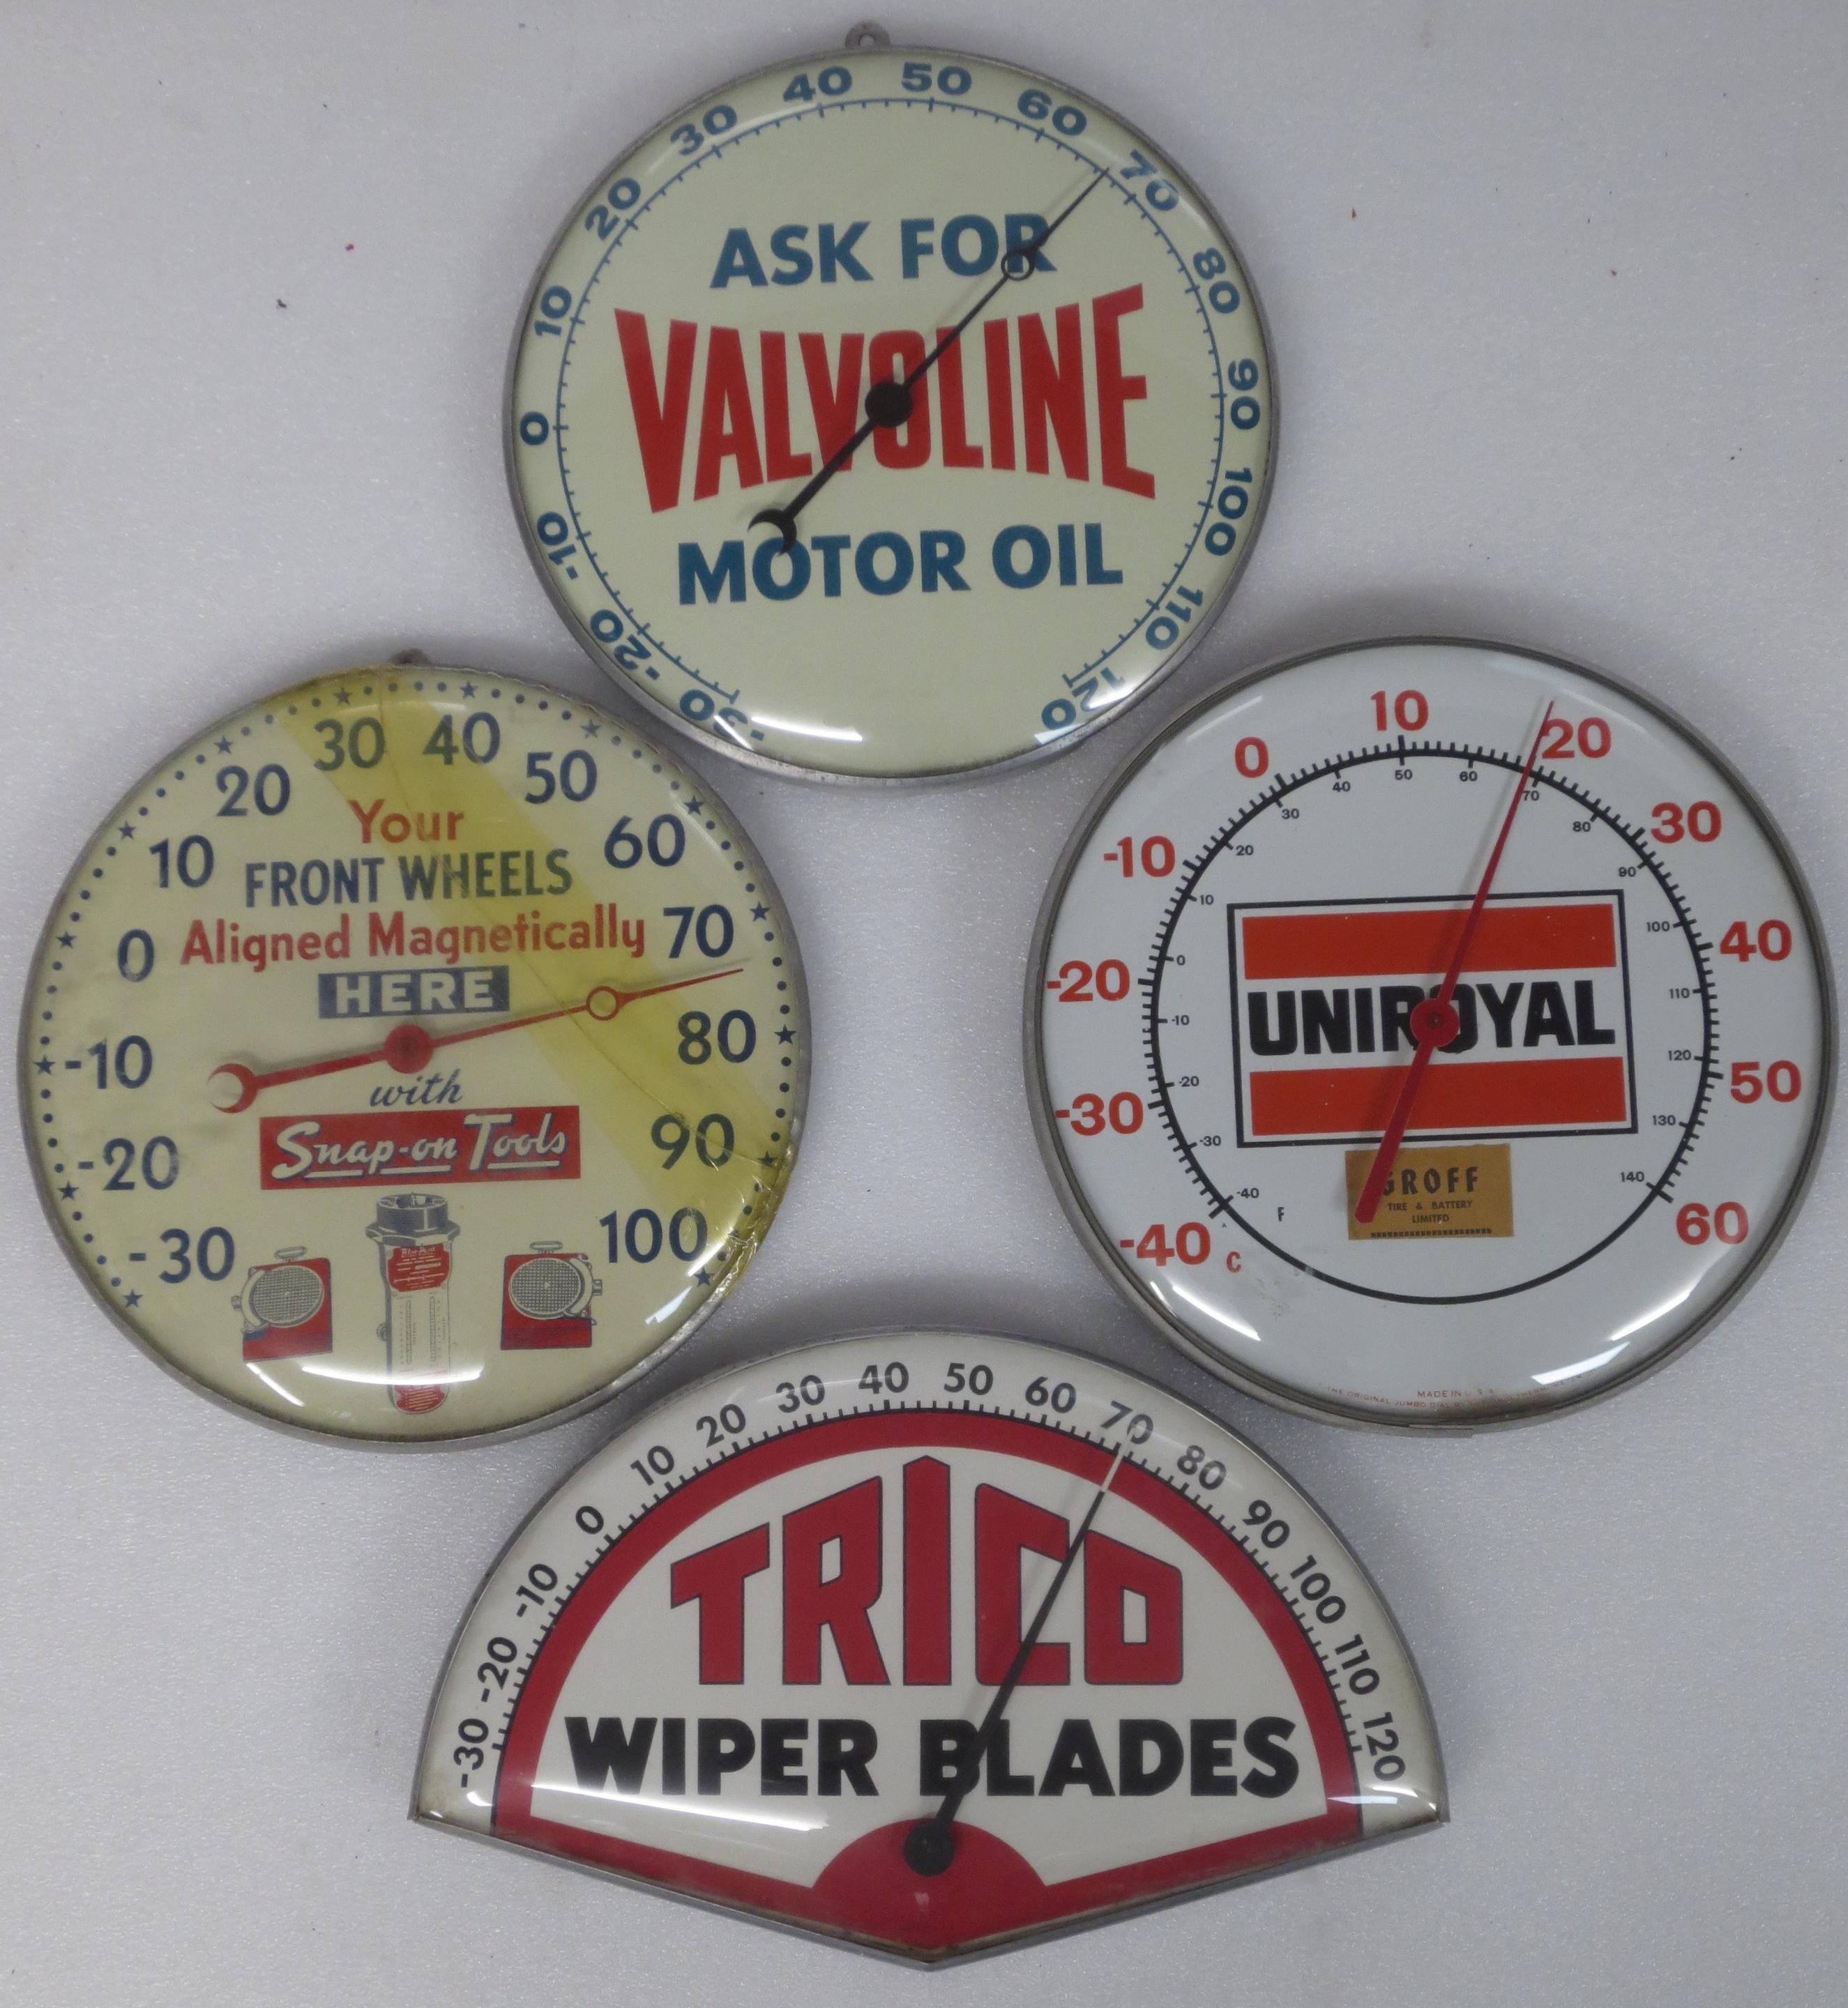 -30 -20 -10 0 10 20 30 40 50 60 70 80 90 100 110 120
ASK FOR
VALVOLINE
MOTOR OIL
-30 -20 -10 0 10 20 30 40 50 60 70 80 90 100
Your
FRONT WHEELS
Aligned Magnetically
HERE
with
Snap-on Tools
-40 -30 -20 -10 0 10 20 30 40 50 60
C
-40 -30 -20 -10 0 10 20 30 40 50 60 70 80 90 100 110 120 130 140
F
UNIROYAL
GROFF
TIRE & BATTERY
LIMITED
MADE IN U.S.A.
THE ORIGINAL JUMBO DIAL
-30 -20 -10 0 10 20 30 40 50 60 70 80 90 100 110 120
TRICO
WIPER BLADES